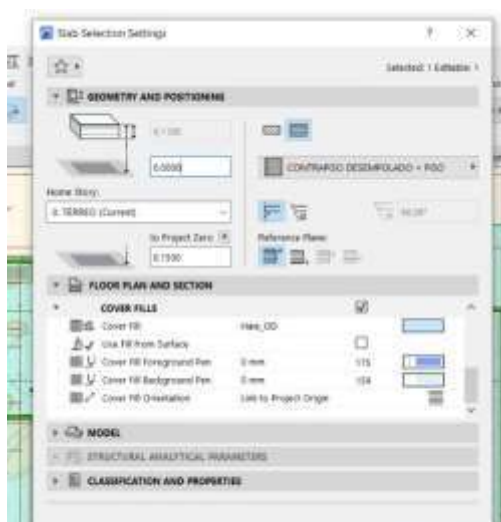 Slab Selection Settings
? ×
Selected: 1 Editable: 1
GEOMETRY AND POSITIONING
0.0000
CONTRAPISO DESEMPOLADO + PISO
Home Story:
0. TERREO (Current)
to Project Zero
Reference Plane:
0.1500
FLOOR PLAN AND SECTION
COVER FILLS
Cover Fill
Use Fill from Surface
Cover Fill Foreground Pen 0 mm 175
Cover Fill Background Pen 0 mm 124
Cover Fill Orientation Link to Project Origin
MODEL
STRUCTURAL ANALYTICAL PARAMETERS
CLASSIFICATION AND PROPERTIES